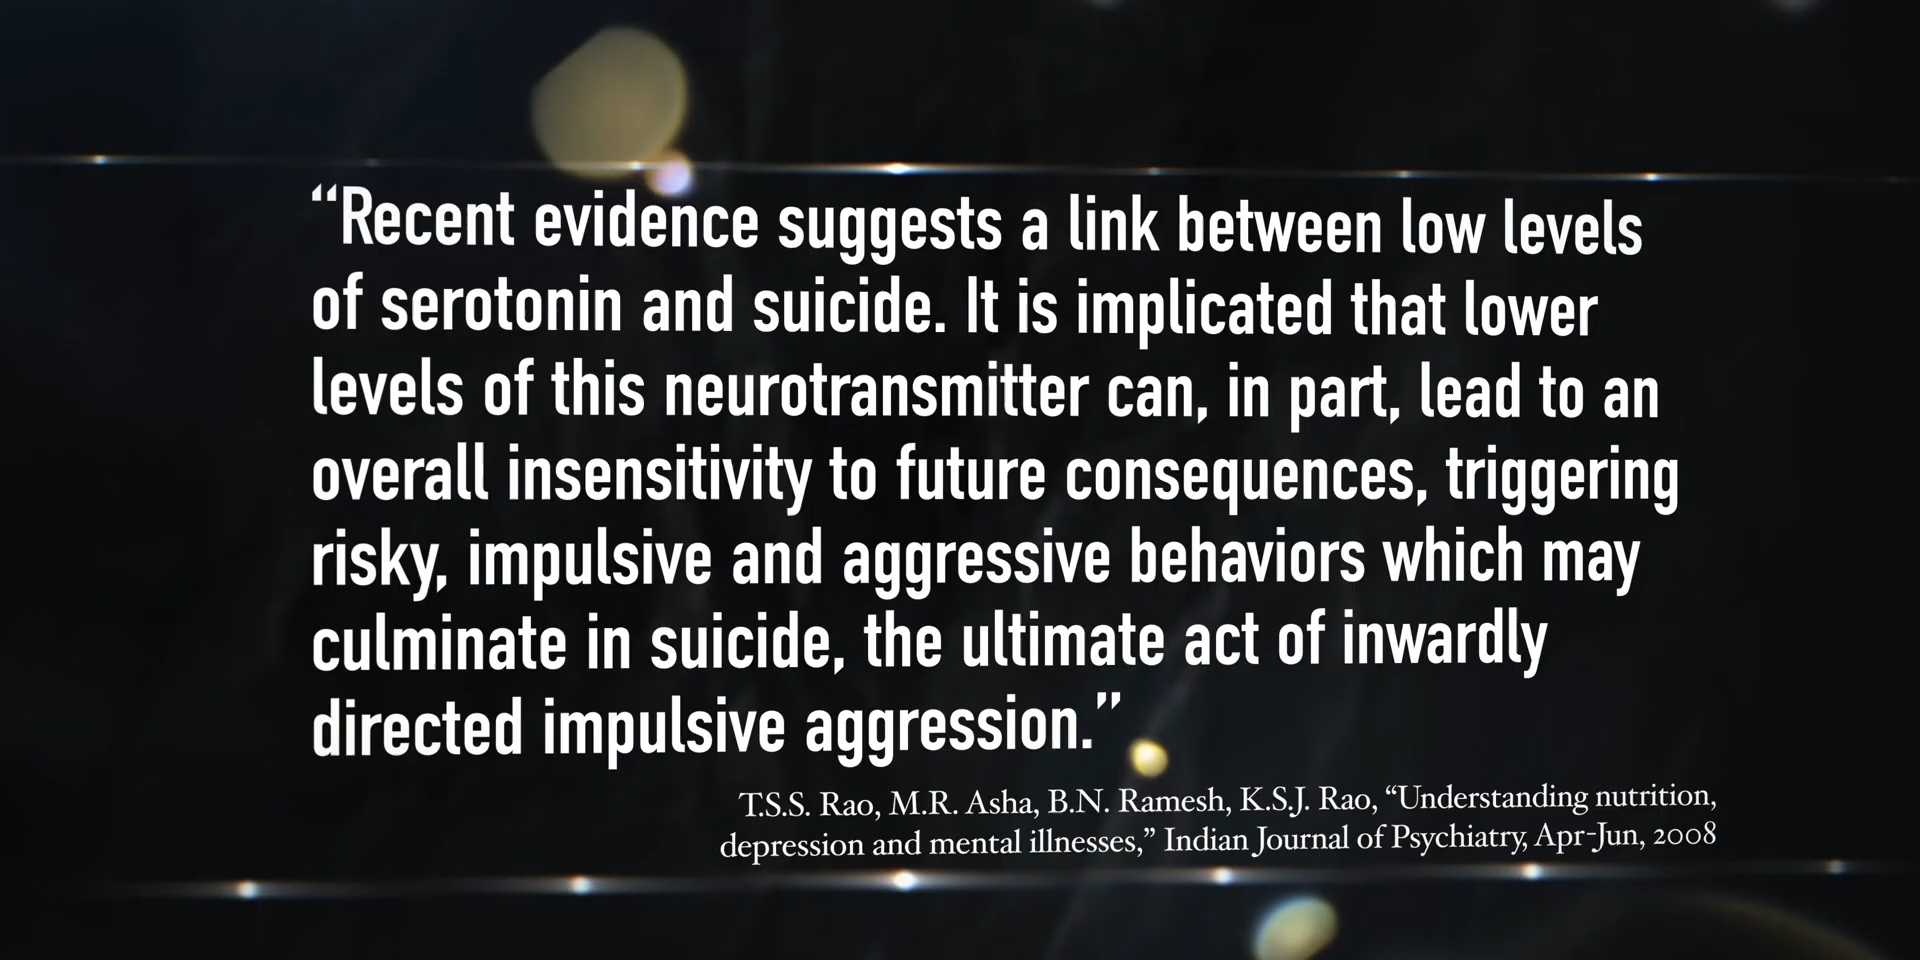 “Recent evidence suggests a link between low levels
of serotonin and suicide. It is implicated that lower
levels of this neurotransmitter can, in part, lead to an
overall insensitivity to future consequences, triggering
risky, impulsive and aggressive behaviors which may
culminate in suicide, the ultimate act of inwardly
directed impulsive aggression.”
T.S.S. Rao, M.R. Asha, B.N. Ramesh, K.S.J. Rao, “Understanding nutrition,
depression and mental illnesses,” Indian Journal of Psychiatry, Apr-Jun, 2008